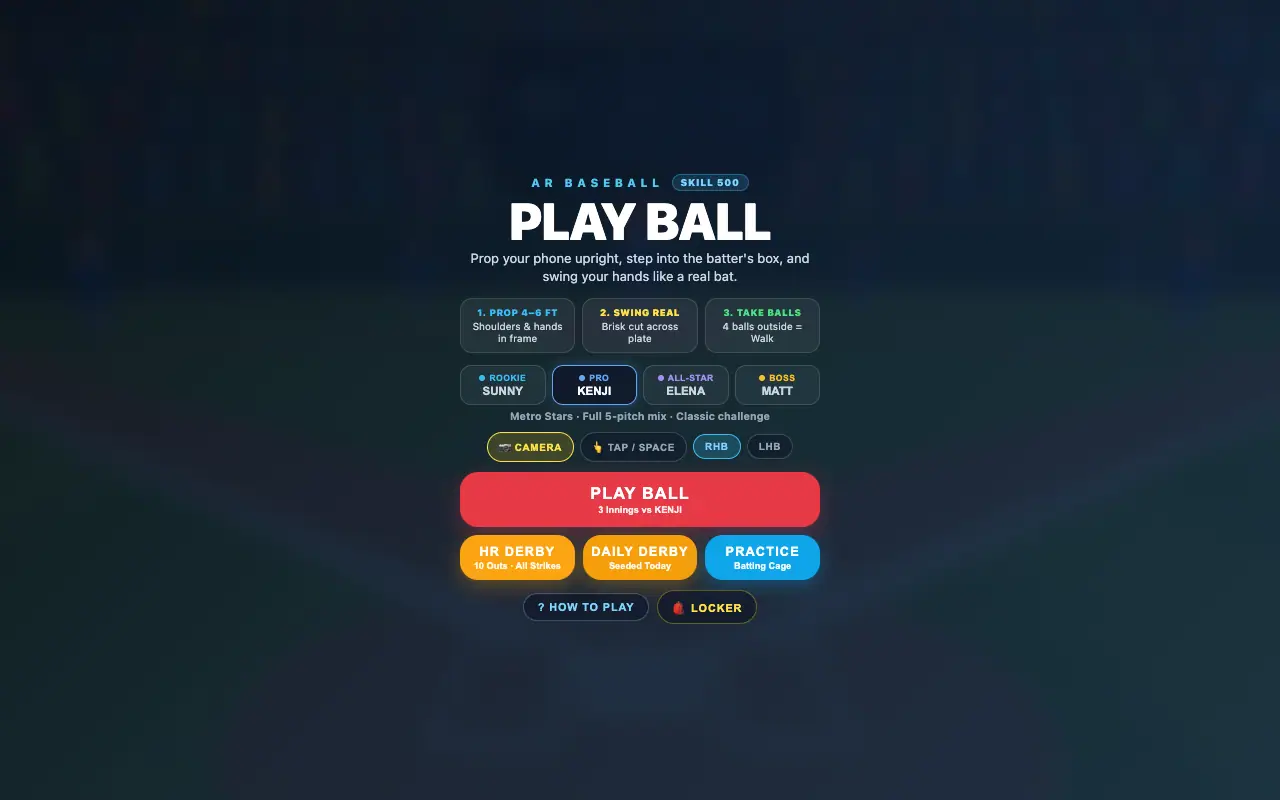 AR BASEBALL SKILL 500
PLAY BALL
Prop your phone upright, step into the batter's box, and
swing your hands like a real bat.
1. PROP 4–6 FT
Shoulders & hands
in frame
2. SWING REAL
Brisk cut across
plate
3. TAKE BALLS
4 balls outside =
Walk
ROOKIE
SUNNY
PRO
KENJI
ALL-STAR
ELENA
BOSS
MATT
Metro Stars · Full 5-pitch mix · Classic challenge
CAMERA
TAP / SPACE
RHB
LHB
PLAY BALL
3 Innings vs KENJI
HR DERBY
10 Outs · All Strikes
DAILY DERBY
Seeded Today
PRACTICE
Batting Cage
? HOW TO PLAY
LOCKER